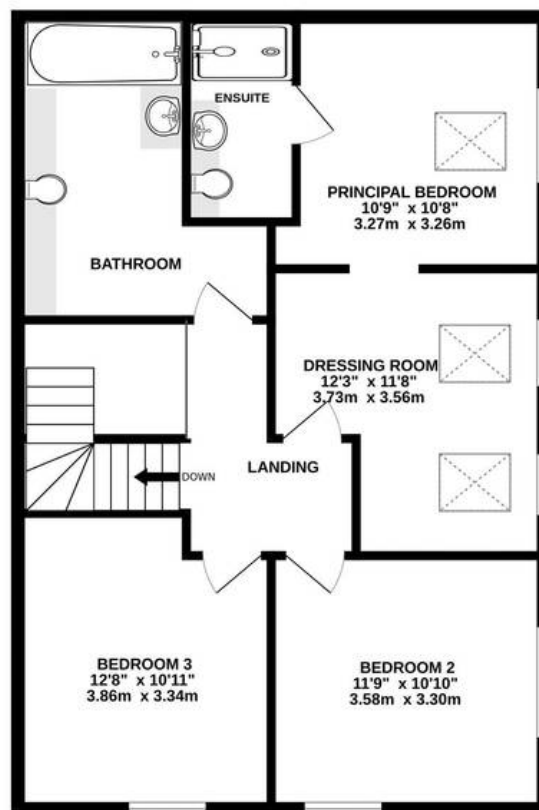 ENSUITE
PRINCIPAL BEDROOM
10'9" x 10'8"
3.27m x 3.26m
BATHROOM
DRESSING ROOM
12'3" x 11'8"
3.73m x 3.56m
LANDING
DOWN
BEDROOM 3
12'8" x 10'11"
3.86m x 3.34m
BEDROOM 2
11'9" x 10'10"
3.58m x 3.30m